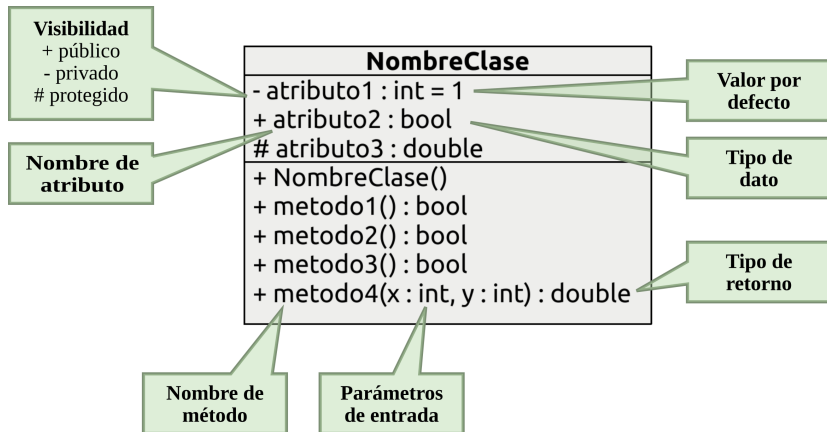 Visibilidad
+ público
- privado
# protegido
Nombre de
atributo
NombreClase
- atributo1 : int = 1
+ atributo2 : bool
# atributo3 : double
+ NombreClase()
+ metodo1() : bool
+ metodo2() : bool
+ metodo3() : bool
+ metodo4(x : int, y : int) : double
Valor por
defecto
Tipo de
dato
Tipo de
retorno
Nombre de
método
Parámetros
de entrada